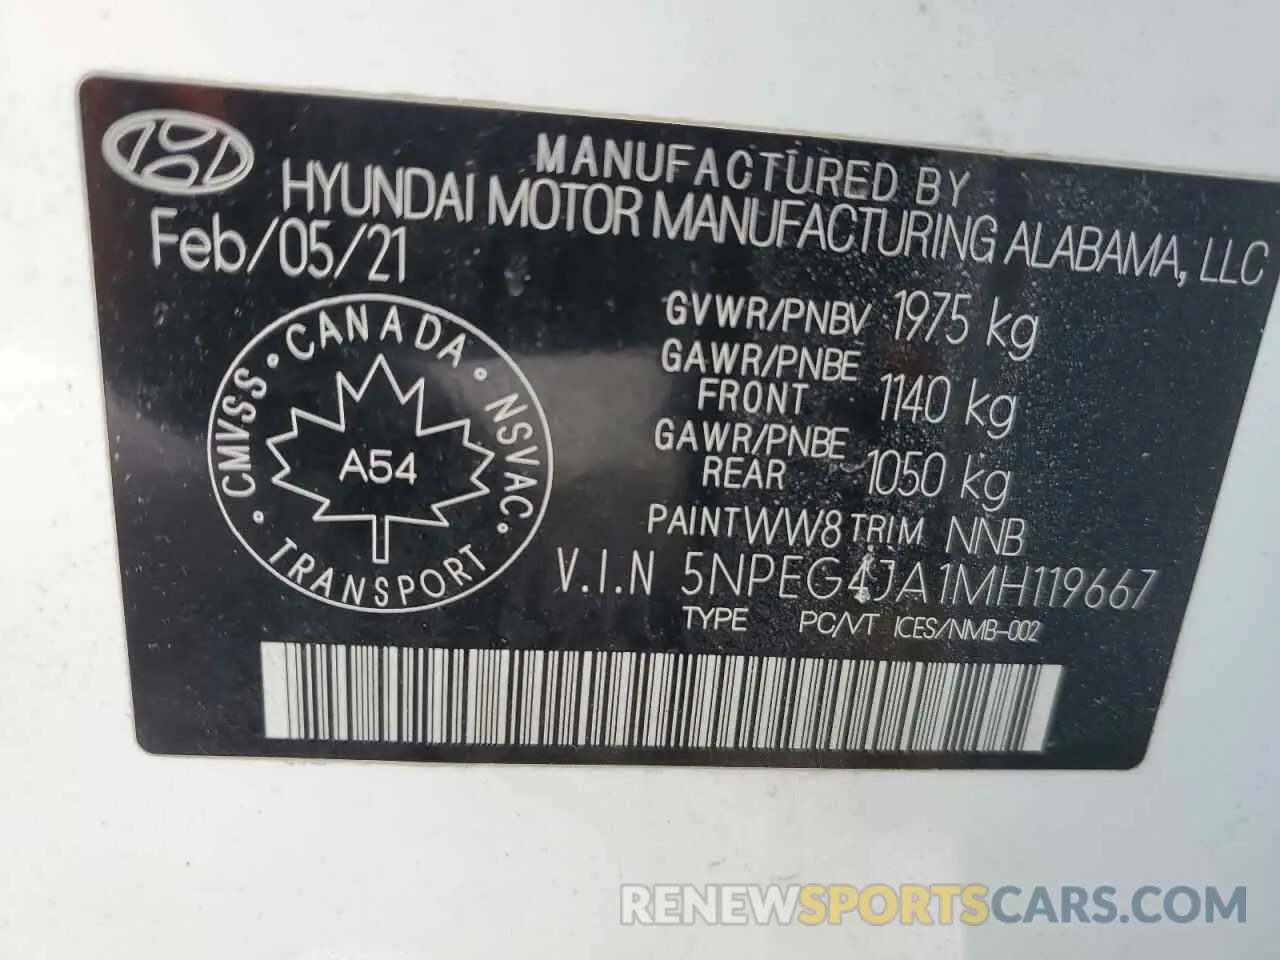 MANUFACTURED BY
HYUNDAI MOTOR MANUFACTURING ALABAMA, LLC
Feb/05/21
GVWR/PNBV 1975 kg
GAWR/PNBE
FRONT 1140 kg
GAWR/PNBE
REAR 1050 kg
PAINT WW8 TRIM NNB
V.I.N 5NPEG4JA1MH119667
TYPE PC/VT ICES/NMB-002
CANADA · NSVAC · TRANSPORT · CMVSS ·
A54
RENEWSPORTSCARS.COM